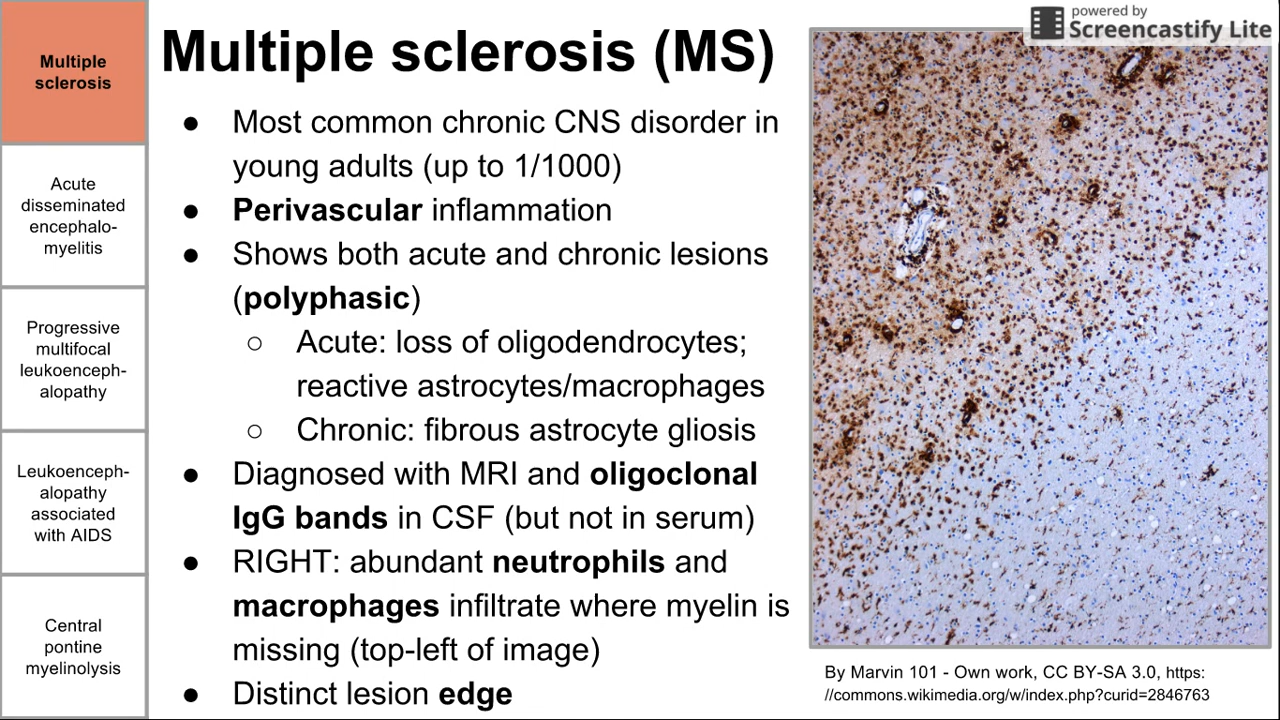 powered by
Screencastify Lite
Multiple
sclerosis
Acute
disseminated
encephalo-
myelitis
Progressive
multifocal
leukoenceph-
alopathy
Leukoenceph-
alopathy
associated
with AIDS
Central
pontine
myelinolysis
Multiple sclerosis (MS)
● Most common chronic CNS disorder in
young adults (up to 1/1000)
● Perivascular inflammation
● Shows both acute and chronic lesions
(polyphasic)
○ Acute: loss of oligodendrocytes;
reactive astrocytes/macrophages
○ Chronic: fibrous astrocyte gliosis
● Diagnosed with MRI and oligoclonal
IgG bands in CSF (but not in serum)
● RIGHT: abundant neutrophils and
macrophages infiltrate where myelin is
missing (top-left of image)
● Distinct lesion edge
By Marvin 101 - Own work, CC BY-SA 3.0, https:
//commons.wikimedia.org/w/index.php?curid=2846763